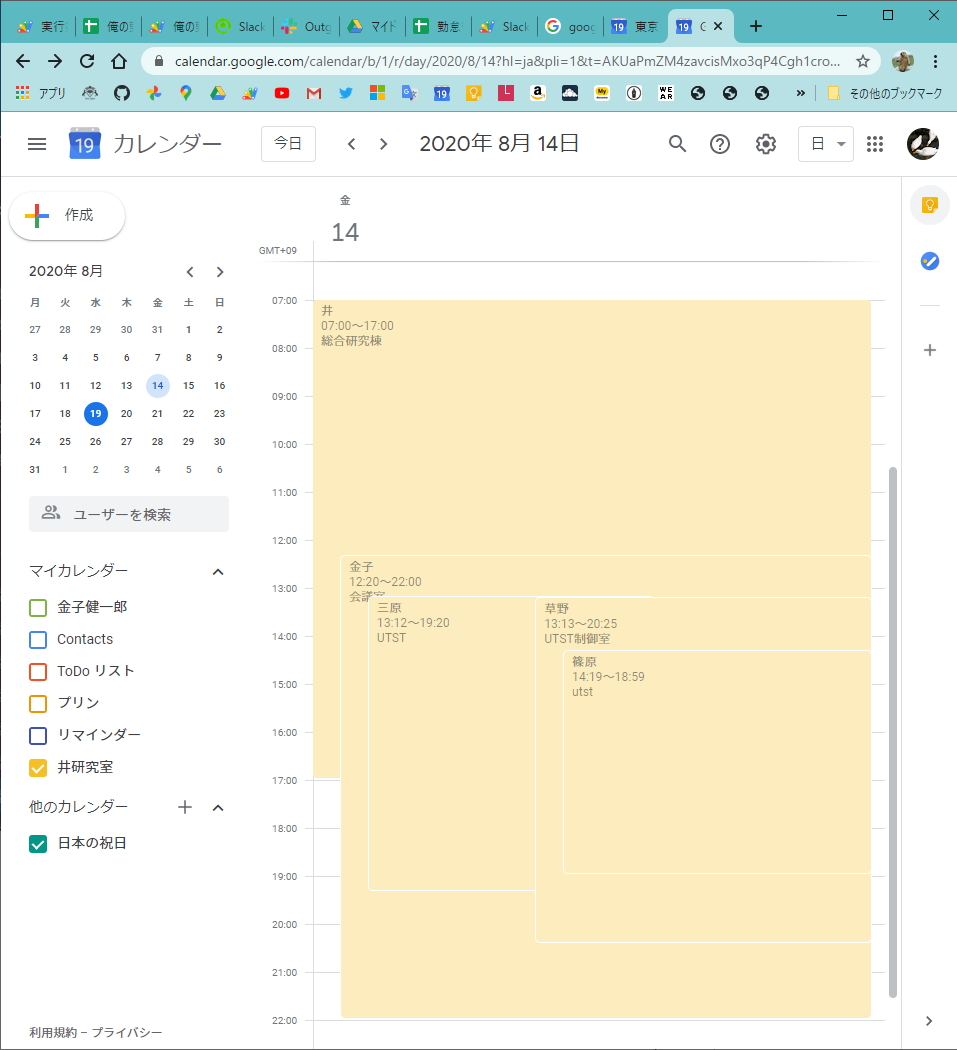 実行
俺の
俺の
Slack
Outg
マイド
勤怠
Slack
goog
東京
calendar.google.com/calendar/b/1/r/day/2020/8/14?hl=ja&pli=1&t=AKUaPmZM4zavcisMxo3qP4Cgh1cro...
アプリ
その他のブックマーク
19 カレンダー
今日
2020年 8月 14日
日
作成
金
14
GMT+09
2020年 8月
月 火 水 木 金 土 日
27 28 29 30 31 1 2
3 4 5 6 7 8 9
10 11 12 13 14 15 16
17 18 19 20 21 22 23
24 25 26 27 28 29 30
31 1 2 3 4 5 6
ユーザーを検索
マイカレンダー
金子健一郎
Contacts
ToDo リスト
プリン
リマインダー
井研究室
他のカレンダー
日本の祝日
利用規約 – プライバシー
07:00
08:00
09:00
10:00
11:00
12:00
13:00
14:00
15:00
16:00
17:00
18:00
19:00
20:00
21:00
22:00
井
07:00～17:00
総合研究棟
金子
12:20～22:00
会議室
三原
13:12～19:20
UTST
草野
13:13～20:25
UTST制御室
篠原
14:19～18:59
utst